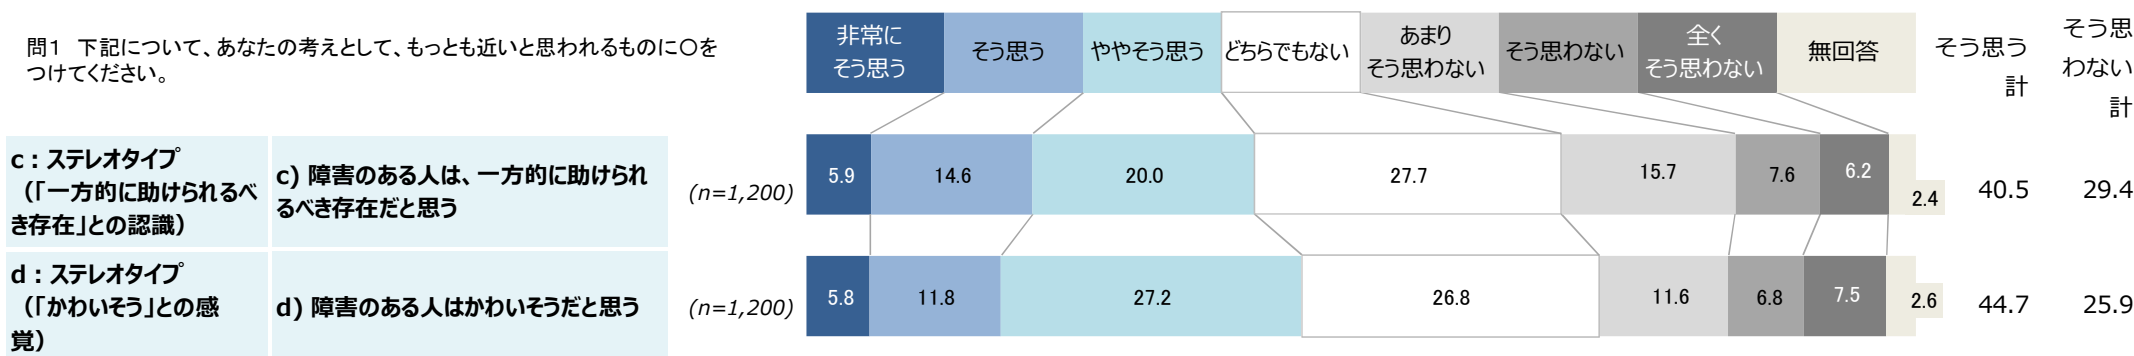 問1　下記について、あなたの考えとして、もっとも近いと思われるものに〇を
つけてください。
非常に
そう思う
そう思う
ややそう思う
どちらでもない
あまり
そう思わない
そう思わない
全く
そう思わない
無回答
そう思う
計
そう思
わない
計
c：ステレオタイプ
（「一方的に助けられるべ
き存在」との認識）
c) 障害のある人は、一方的に助けられ
るべき存在だと思う
(n=1,200)
5.9
14.6
20.0
27.7
15.7
7.6
6.2
2.4
40.5
29.4
d：ステレオタイプ
（「かわいそう」との感
覚）
d) 障害のある人はかわいそうだと思う
(n=1,200)
5.8
11.8
27.2
26.8
11.6
6.8
7.5
2.6
44.7
25.9